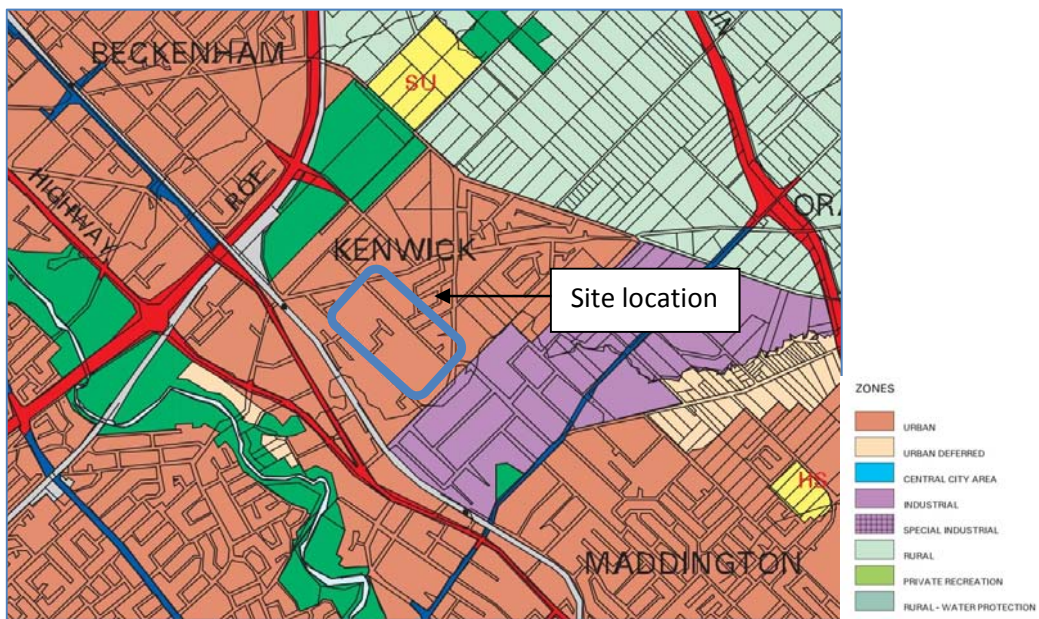 BECKENHAM
SU
HIGHWAY
ROE
KENWICK
ORA
Site location
HS
MADDINGTON
ZONES
URBAN
URBAN DEFERRED
CENTRAL CITY AREA
INDUSTRIAL
SPECIAL INDUSTRIAL
RURAL
PRIVATE RECREATION
RURAL - WATER PROTECTION